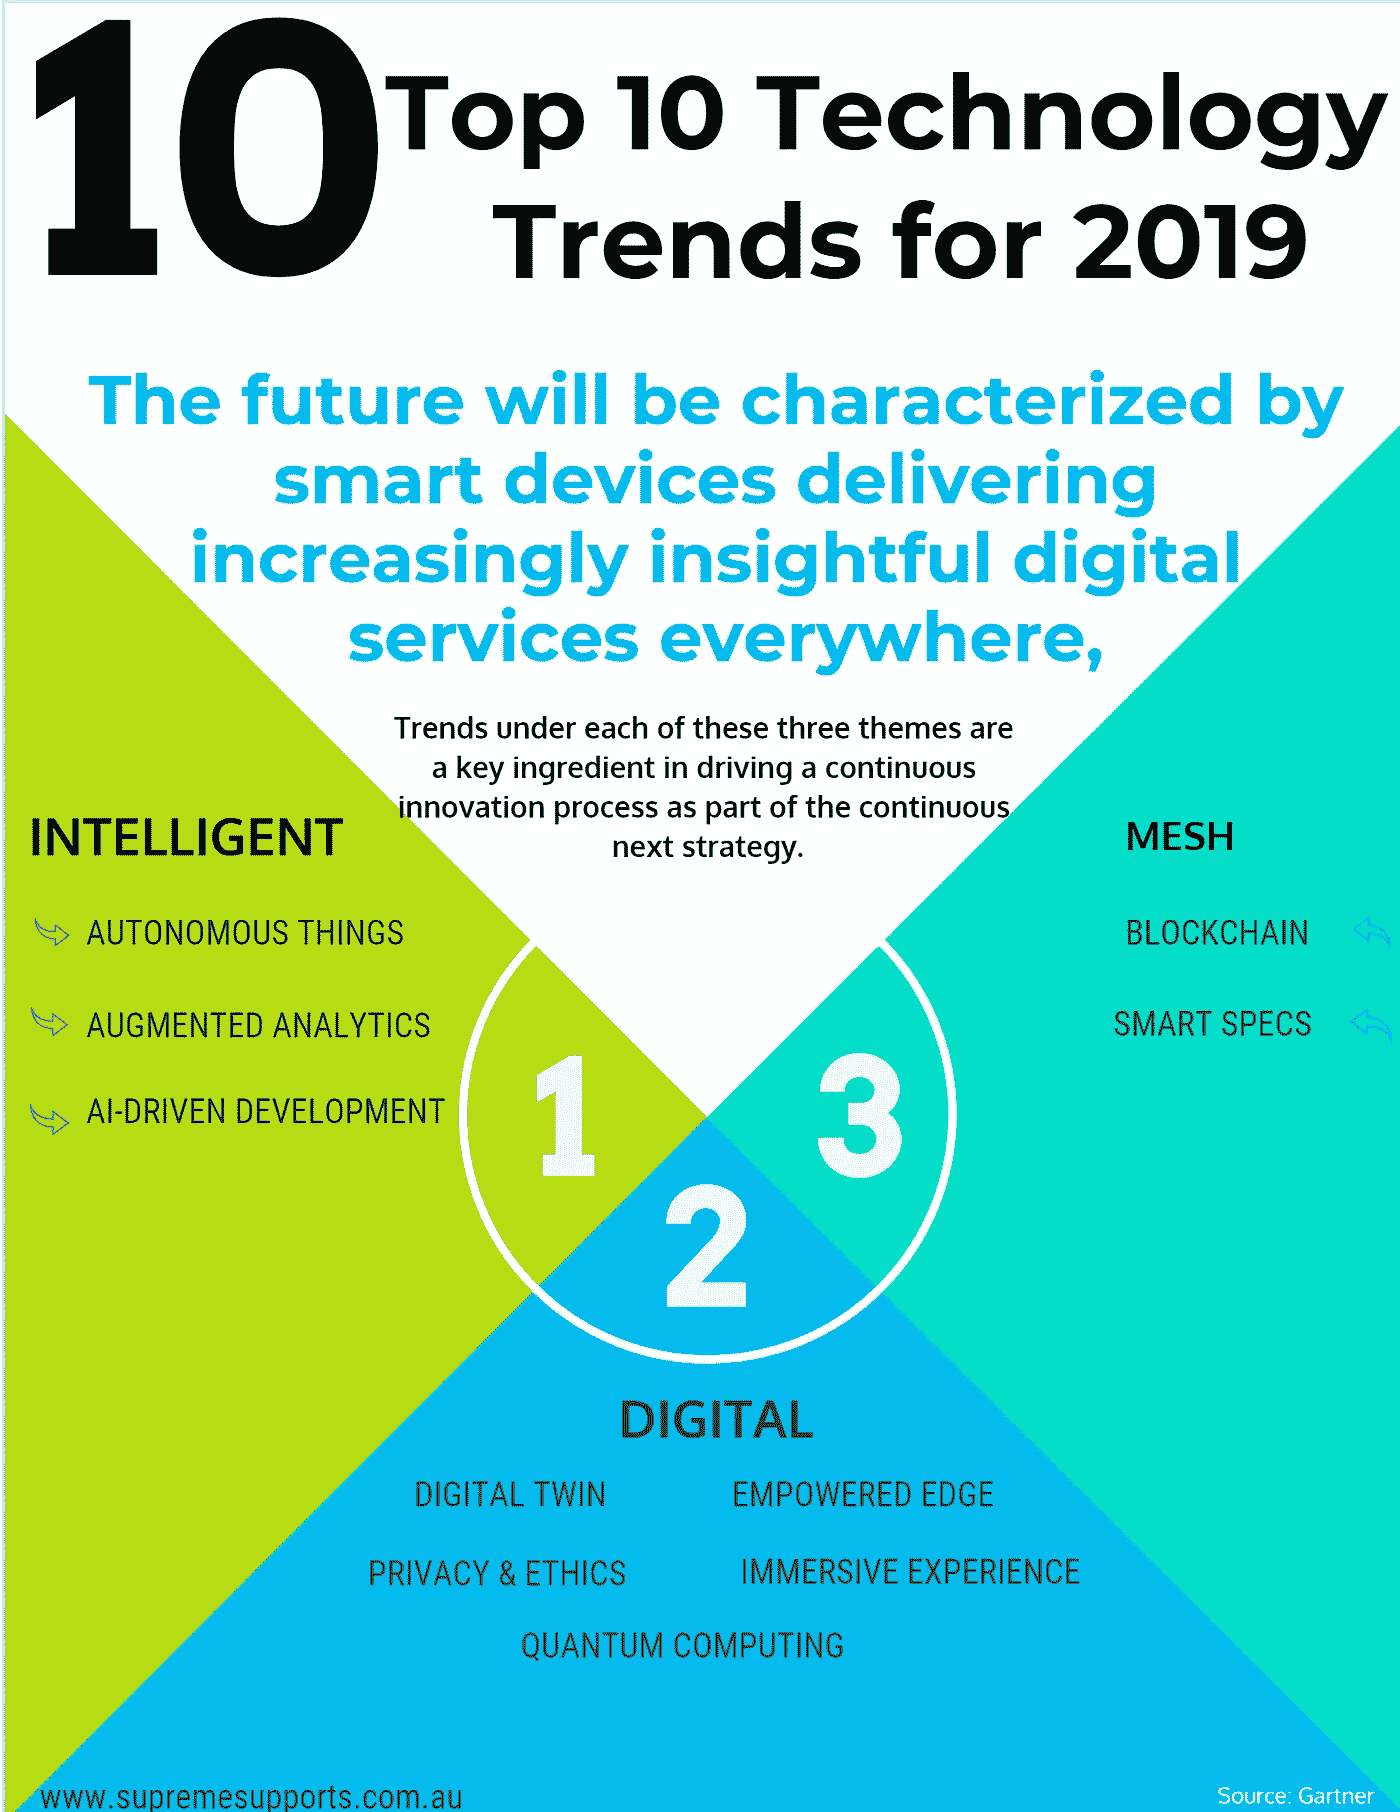 10
Top 10 Technology
Trends for 2019
The future will be characterized by
smart devices delivering
increasingly insightful digital
services everywhere,
Trends under each of these three themes are
a key ingredient in driving a continuous
innovation process as part of the continuous
next strategy.
INTELLIGENT
AUTONOMOUS THINGS
AUGMENTED ANALYTICS
AI-DRIVEN DEVELOPMENT
1
2
3
MESH
BLOCKCHAIN
SMART SPECS
DIGITAL
DIGITAL TWIN
EMPOWERED EDGE
PRIVACY & ETHICS
IMMERSIVE EXPERIENCE
QUANTUM COMPUTING
www.supremesupports.com.au
Source: Gartner